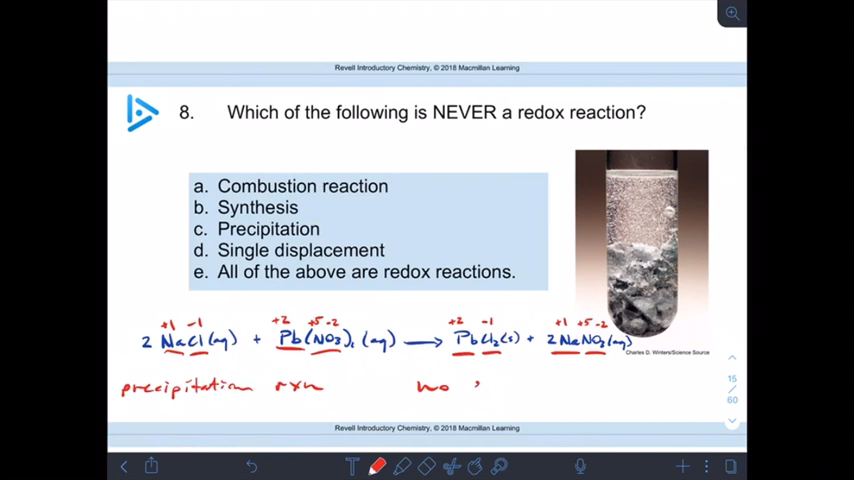 Revell Introductory Chemistry, © 2018 Macmillan Learning
8. Which of the following is NEVER a redox reaction?
a. Combustion reaction
b. Synthesis
c. Precipitation
d. Single displacement
e. All of the above are redox reactions.
+1 -1 +2 +5 -2 +2 -1 +1 +5 -2
2 NaCl(aq) + Pb(NO3)2 (aq) → PbCl2(s) + 2 NaNO3(aq)
Charles D. Winters/Science Source
precipitation rxn no
15
/
60
Revell Introductory Chemistry, © 2018 Macmillan Learning
T